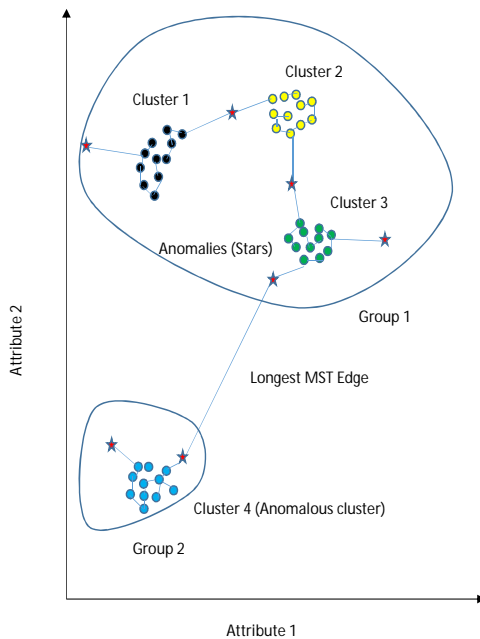 Cluster 2
Cluster 1
Cluster 3
Anomalies (Stars)
Group 1
Attribute 2
Longest MST Edge
Cluster 4 (Anomalous cluster)
Group 2
Attribute 1